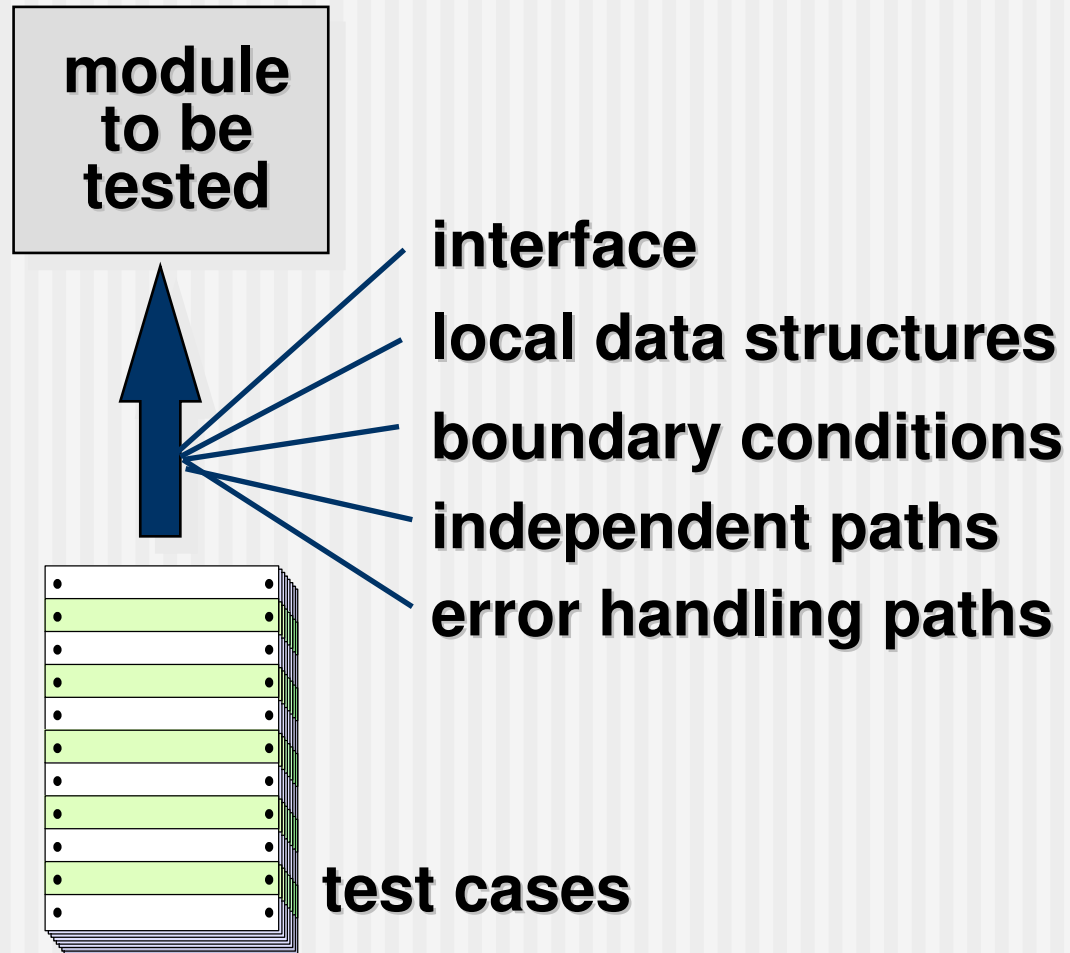 module
to be
tested
interface
local data structures
boundary conditions
independent paths
error handling paths
test cases